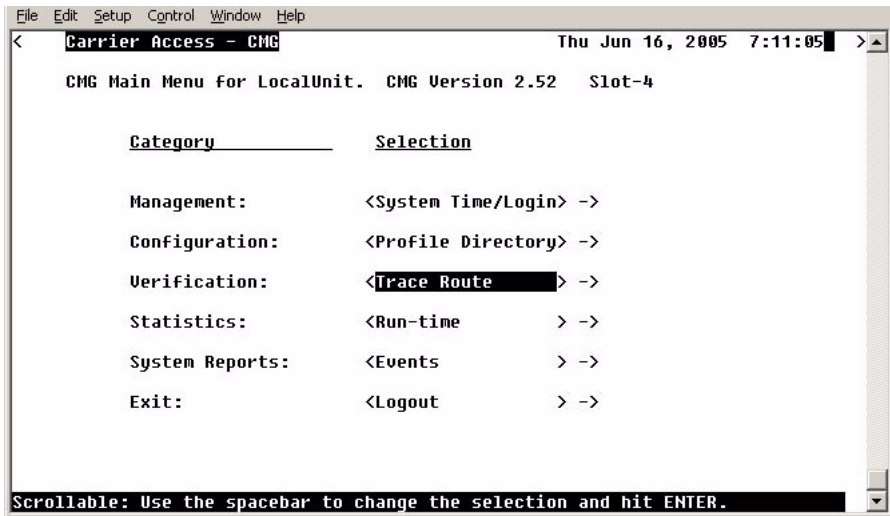 File Edit Setup Control Window Help
< Carrier Access - CMG Thu Jun 16, 2005 7:11:05 >
CMG Main Menu for LocalUnit. CMG Version 2.52 Slot-4
Category Selection
Management: <System Time/Login> ->
Configuration: <Profile Directory> ->
Verification: <Trace Route > ->
Statistics: <Run-time > ->
System Reports: <Events > ->
Exit: <Logout > ->
Scrollable: Use the spacebar to change the selection and hit ENTER.